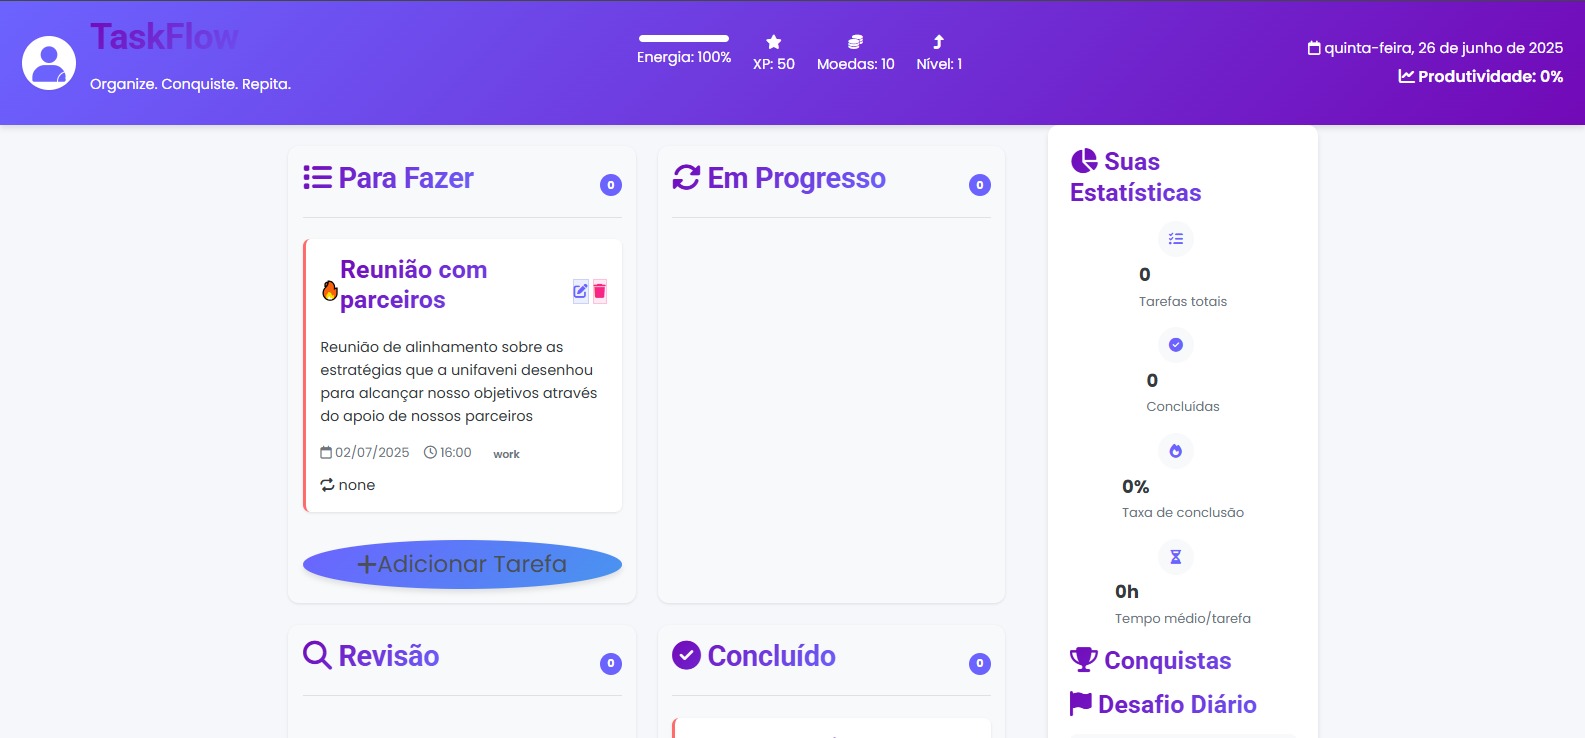 TaskFlow
Organize. Conquiste. Repita.
Energia: 100%
XP: 50
Moedas: 10
Nível: 1
quinta-feira, 26 de junho de 2025
Produtividade: 0%
Para Fazer
0
Reunião com
parceiros
Reunião de alinhamento sobre as
estratégias que a unifaveni desenhou
para alcançar nosso objetivos através
do apoio de nossos parceiros
02/07/2025
16:00
work
none
+Adicionar Tarefa
Em Progresso
0
Revisão
0
Concluído
0
Suas
Estatísticas
0
Tarefas totais
0
Concluídas
0%
Taxa de conclusão
0h
Tempo médio/tarefa
Conquistas
Desafio Diário